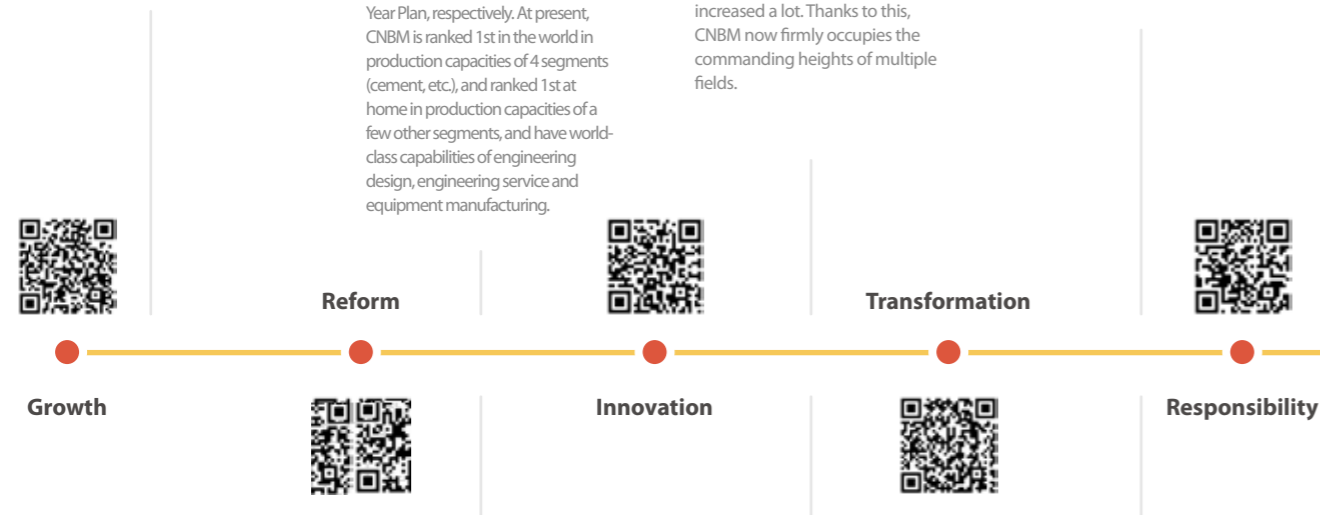 Year Plan, respectively. At present,
CNBM is ranked 1st in the world in
production capacities of 4 segments
(cement, etc.), and ranked 1st at
home in production capacities of a
few other segments, and have world-
class capabilities of engineering
design, engineering service and
equipment manufacturing.
increased a lot. Thanks to this,
CNBM now firmly occupies the
commanding heights of multiple
fields.
Reform
Transformation
Growth
Innovation
Responsibility